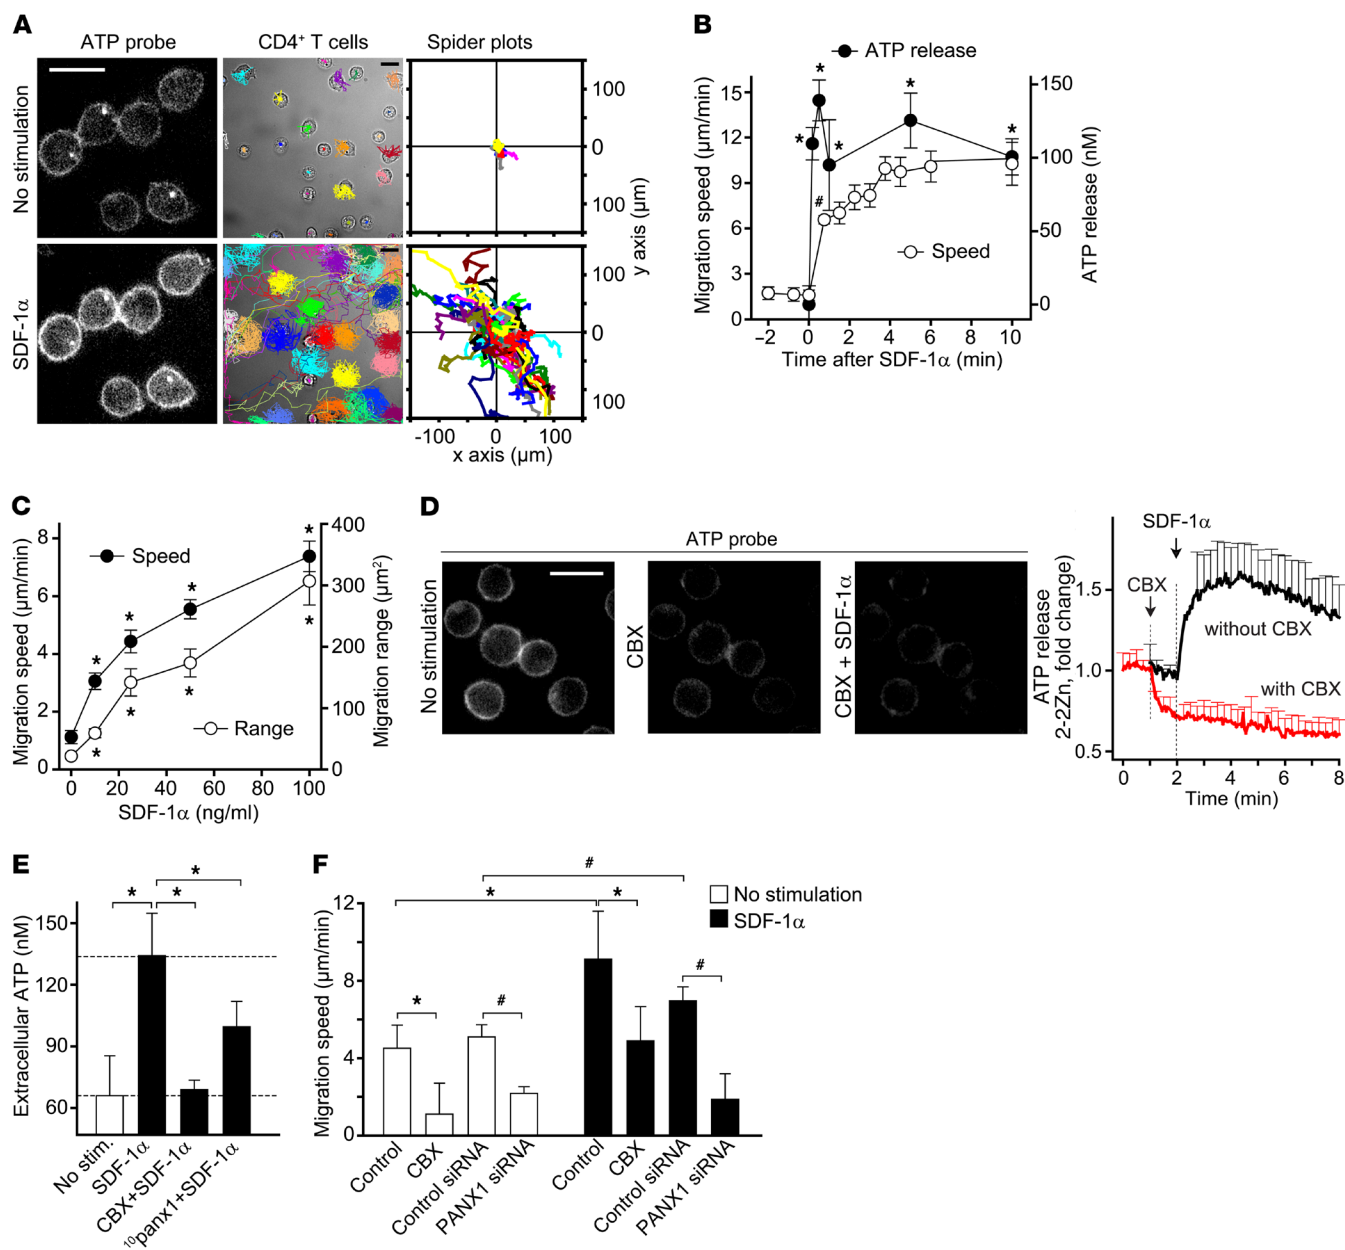 A
ATP probe
CD4+ T cells
Spider plots
No stimulation
SDF-1α
100
0
100
100
0
100
y axis (µm)
-100 0 100
x axis (µm)
B
ATP release
Migration speed (µm/min)
15
12
9
6
3
0
* * * * *
#
Speed
150
100
50
0
ATP release (nM)
−2 0 2 4 6 8 10
Time after SDF-1α (min)
C
Migration speed (µm/min)
8
6
4
2
0
Speed
Range
* * * * *
* * *
400
300
200
100
0
Migration range (µm²)
0 20 40 60 80 100
SDF-1α (ng/ml)
D
ATP probe
No stimulation
CBX
CBX + SDF-1α
SDF-1α
CBX
ATP release
2-2Zn, fold change)
1.5
1.0
0.5
without CBX
with CBX
0 2 4 6 8
Time (min)
E
Extracellular ATP (nM)
150
120
90
60
*
* *
No stim.
SDF-1α
CBX+SDF-1α
¹⁰panx1+SDF-1α
F
Migration speed (µm/min)
12
8
4
0
#
* *
* # #
No stimulation
SDF-1α
Control
CBX
Control siRNA
PANX1 siRNA
Control
CBX
Control siRNA
PANX1 siRNA